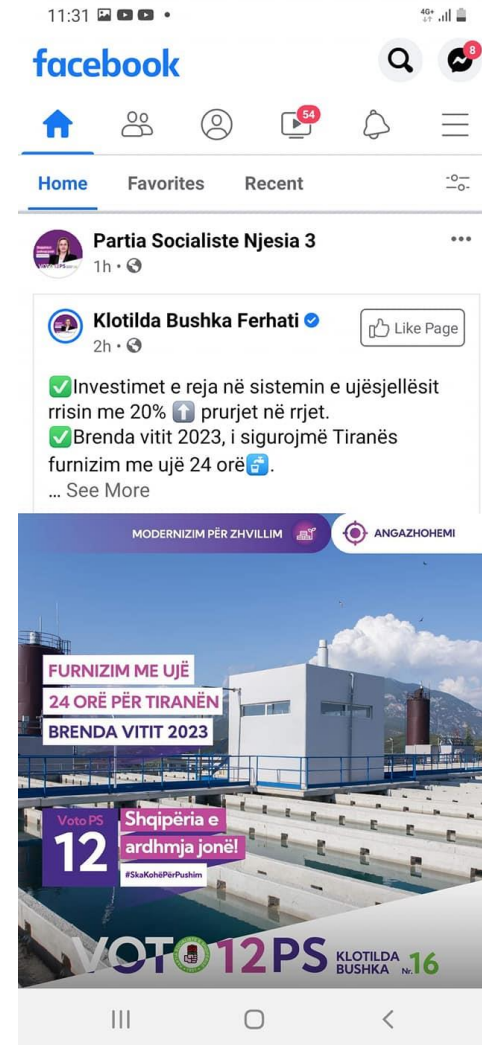 11:31
4G+
facebook
8
54
Home Favorites Recent
Partia Socialiste Njesia 3
1h •
Klotilda Bushka Ferhati
Like Page
2h •
✅Investimet e reja në sistemin e ujësjellësit
rrisin me 20% ⬆️ prurjet në rrjet.
✅Brenda vitit 2023, i sigurojmë Tiranës
furnizim me ujë 24 orë🚰.
... See More
MODERNIZIM PËR ZHVILLIM
ANGAZHOHEMI
FURNIZIM ME UJË
24 ORË PËR TIRANËN
BRENDA VITIT 2023
Voto PS
12
Shqipëria e
ardhmja jonë!
#SkaKohëPërPushim
VOTO12PS
KLOTILDA
BUSHKA Nr.16